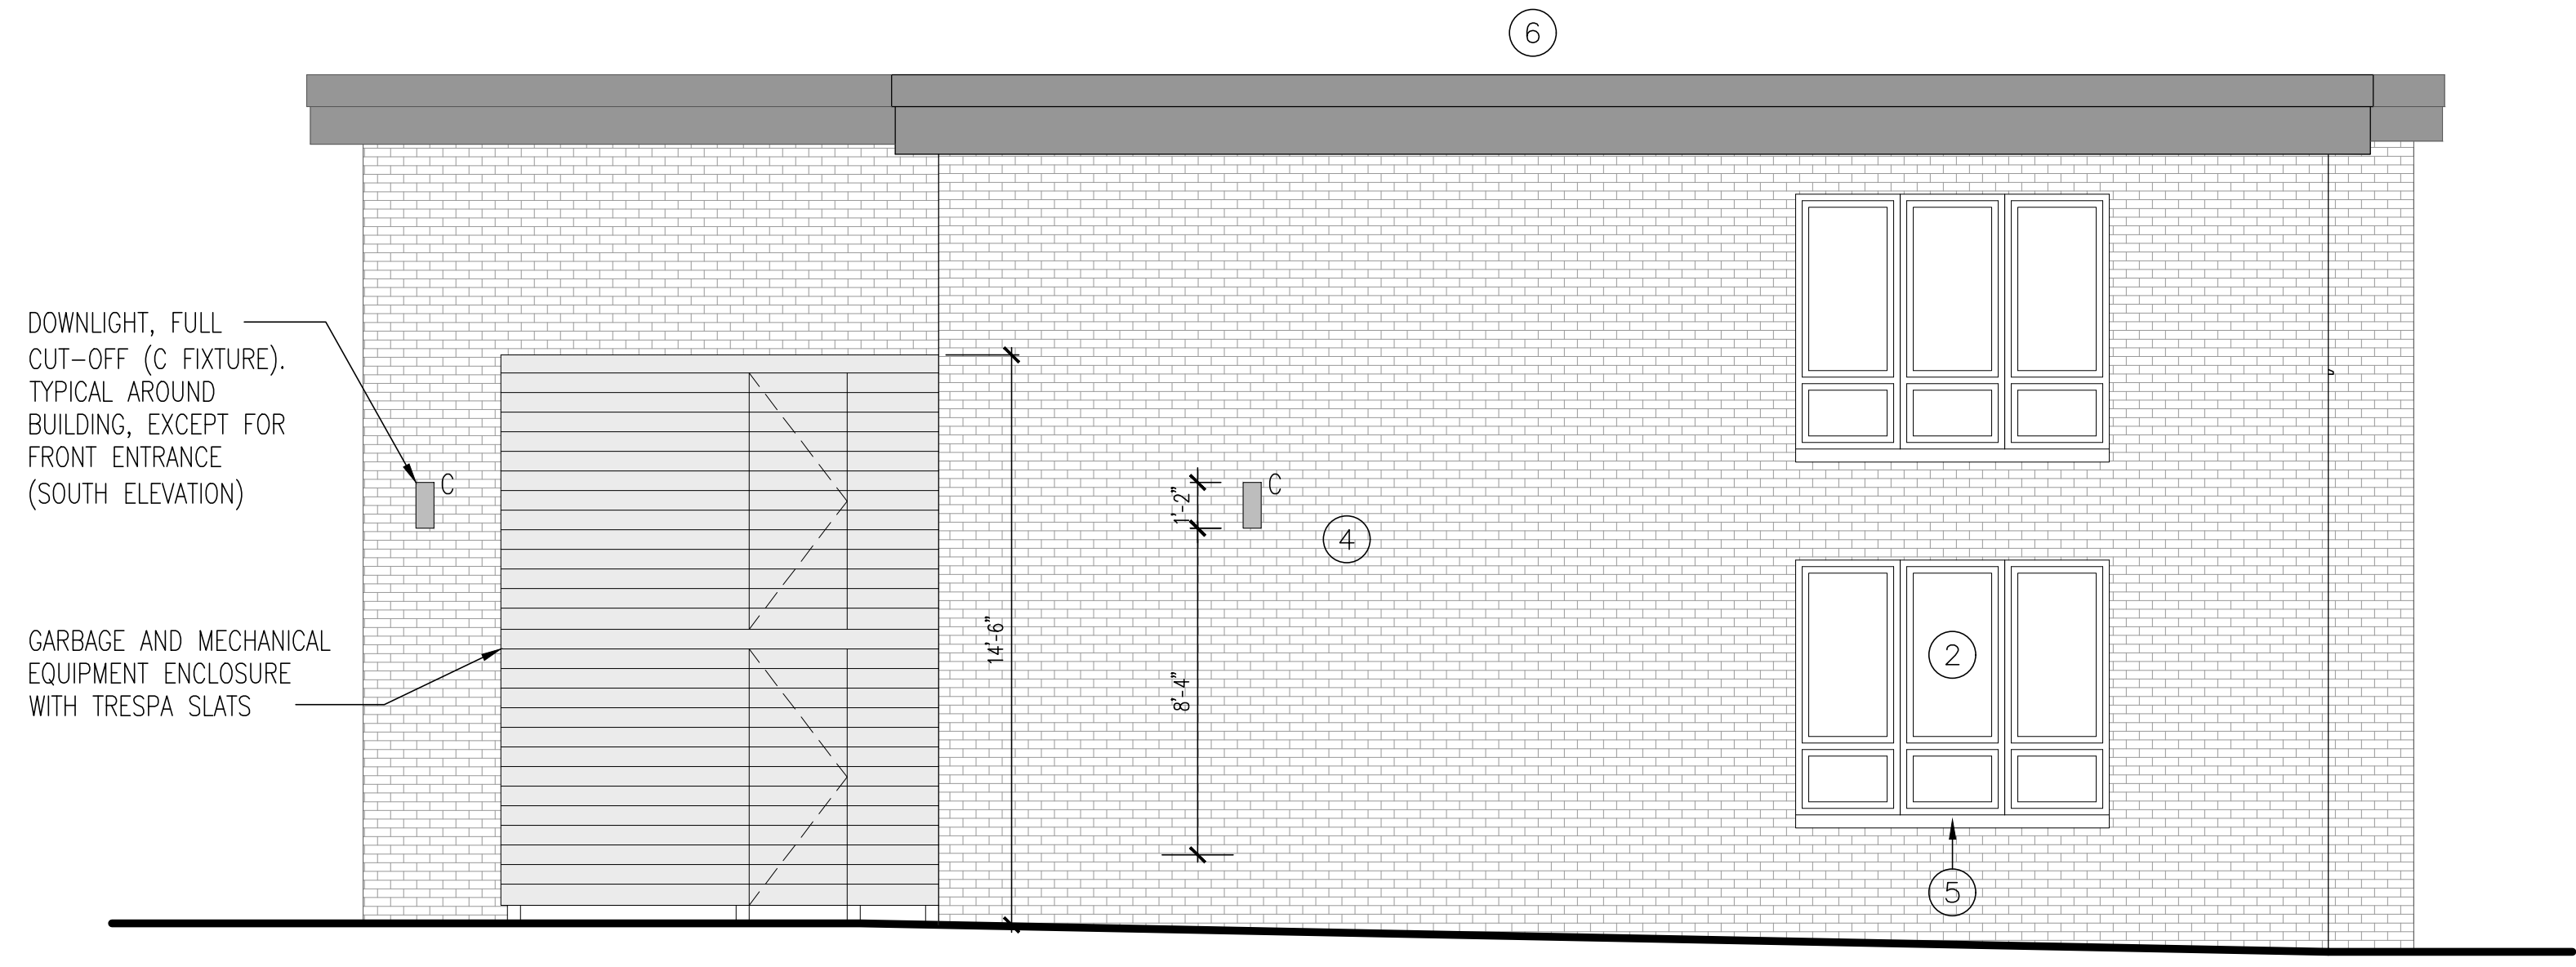 6
DOWNLIGHT, FULL
CUT-OFF (C FIXTURE).
TYPICAL AROUND
BUILDING, EXCEPT FOR
FRONT ENTRANCE
(SOUTH ELEVATION)
C
C
1'-2"
4
14'-6"
8'-4"
GARBAGE AND MECHANICAL
EQUIPMENT ENCLOSURE
WITH TRESPA SLATS
2
5